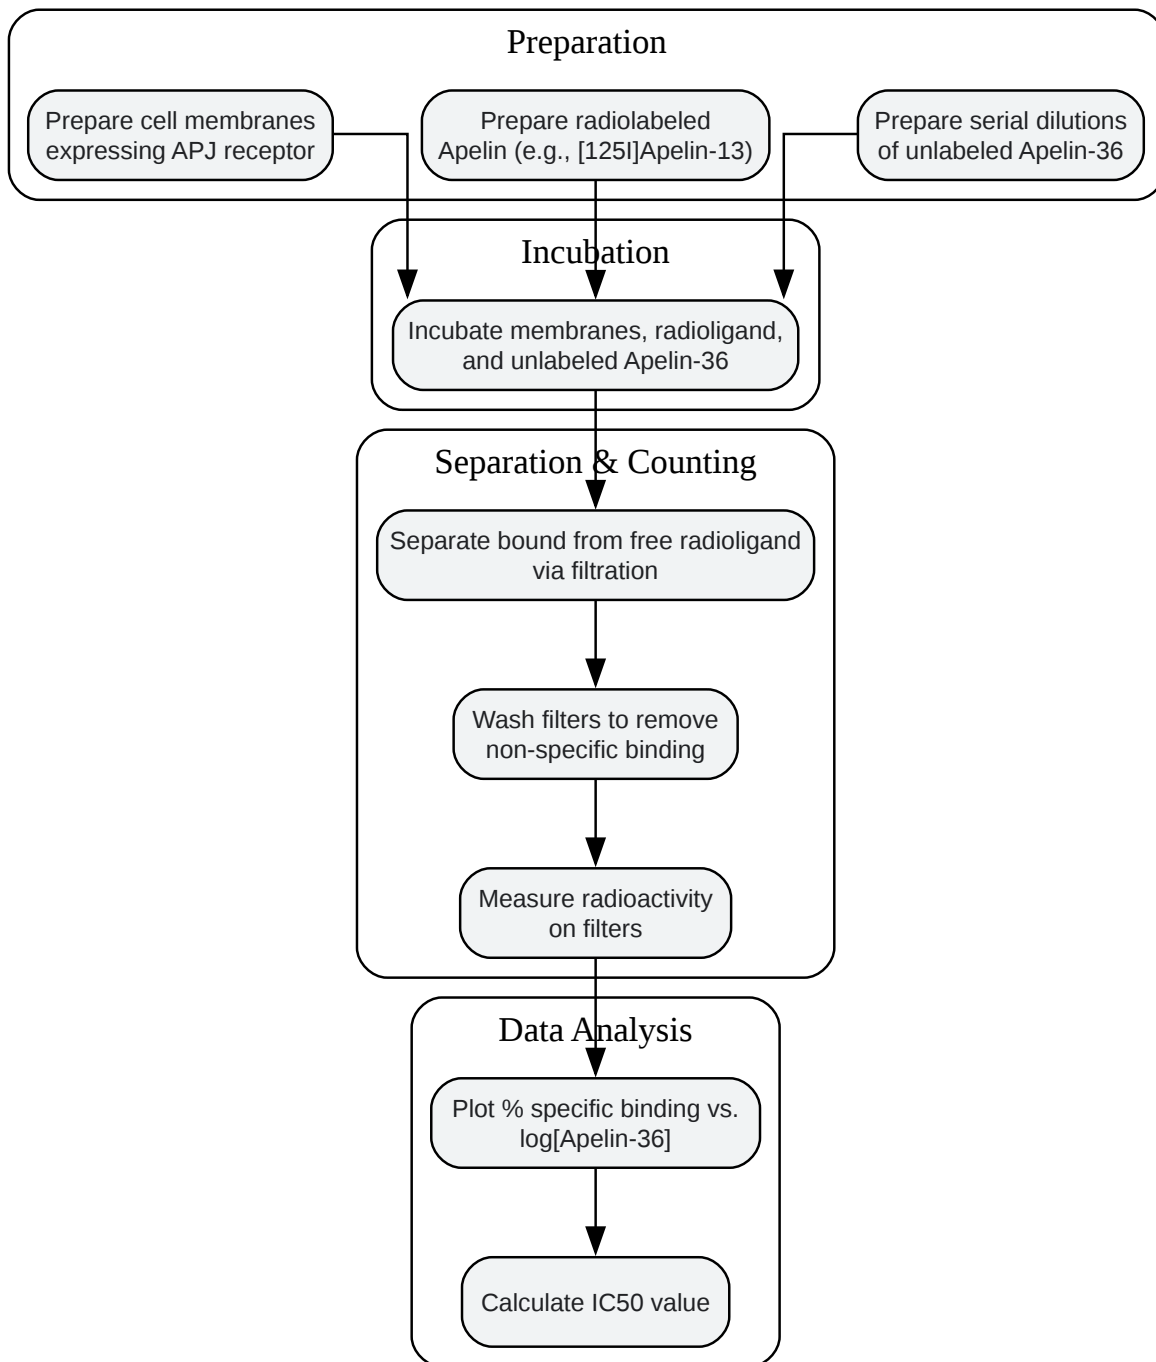 Preparation
Prepare cell membranes
expressing APJ receptor
Prepare radiolabeled
Apelin (e.g., [125I]Apelin-13)
Prepare serial dilutions
of unlabeled Apelin-36
Incubation
Incubate membranes, radioligand,
and unlabeled Apelin-36
Separation & Counting
Separate bound from free radioligand
via filtration
Wash filters to remove
non-specific binding
Measure radioactivity
on filters
Data Analysis
Plot % specific binding vs.
log[Apelin-36]
Calculate IC50 value